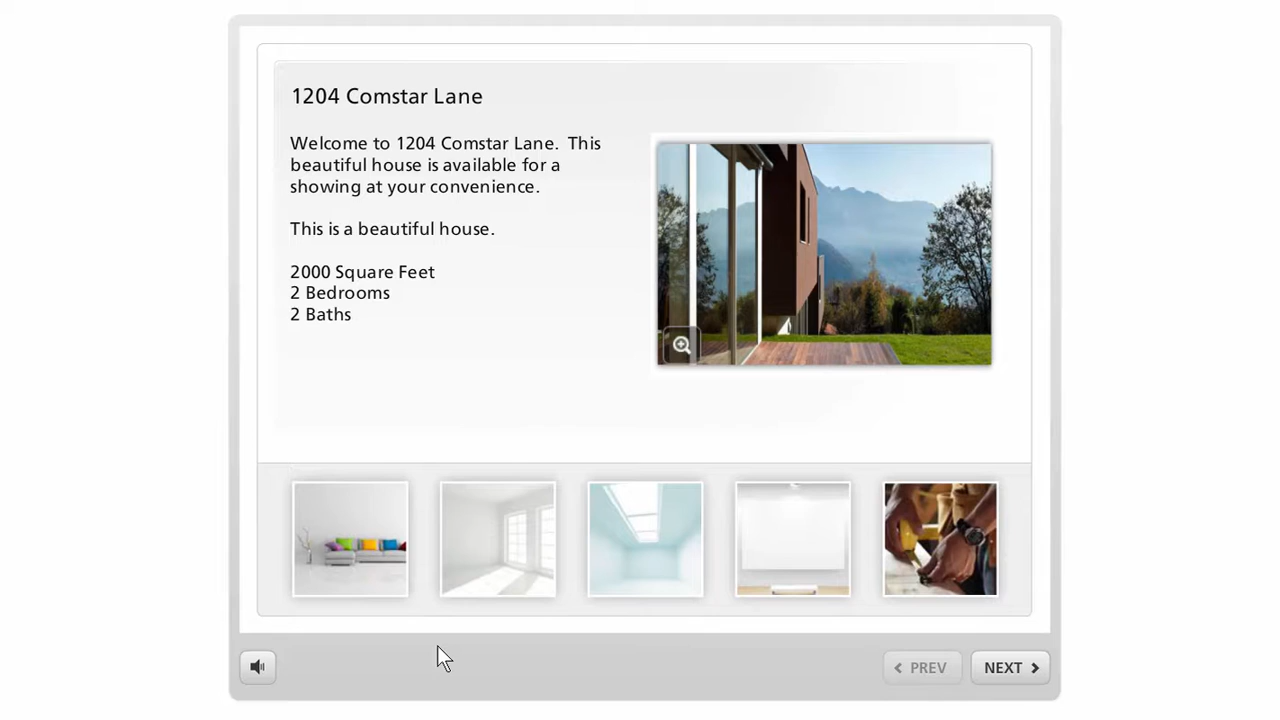 1204 Comstar Lane
Welcome to 1204 Comstar Lane.  This
beautiful house is available for a
showing at your convenience.
This is a beautiful house.
2000 Square Feet
2 Bedrooms
2 Baths
PREV
NEXT